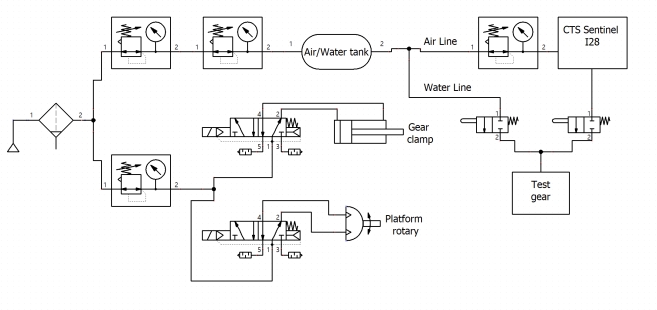 1 2 1 2 1 Air/Water tank 2 Air Line 1 2 CTS Sentinel
I28
Water Line
1 2
4 2
5 1 3
Gear
clamp
1 1
2 2
1 2
Test
gear
4 2
5 1 3
Platform
rotary